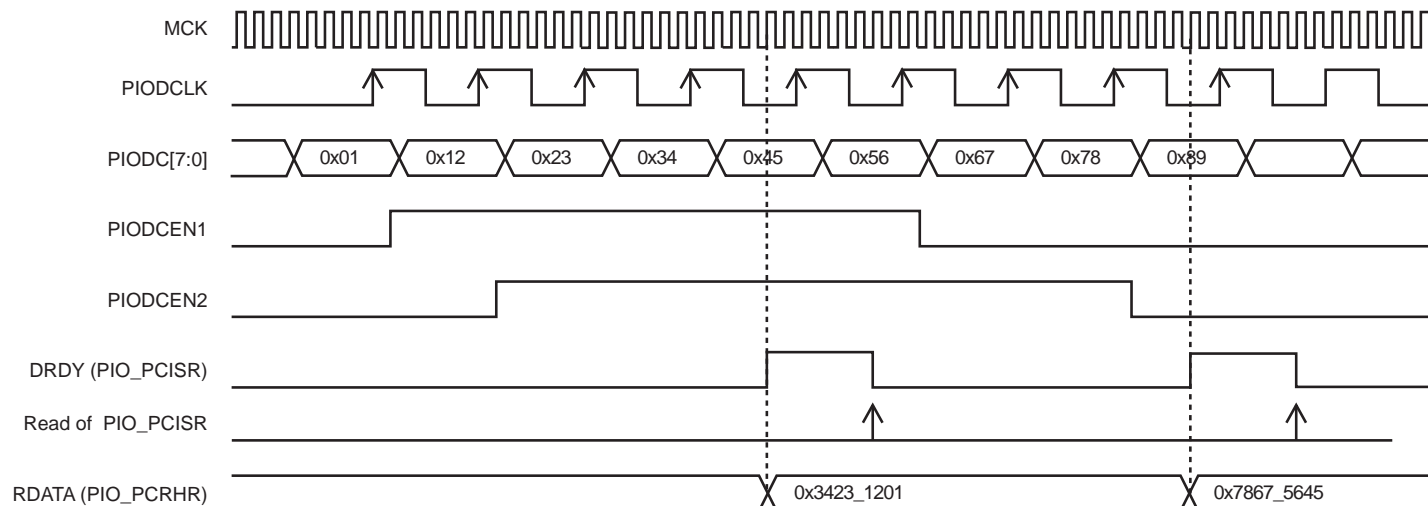 MCK
PIODCLK
PIODC[7:0] 0x01 0x12 0x23 0x34 0x45 0x56 0x67 0x78 0x89
PIODCEN1
PIODCEN2
DRDY (PIO_PCISR)
Read of PIO_PCISR
RDATA (PIO_PCRHR) 0x3423_1201 0x7867_5645